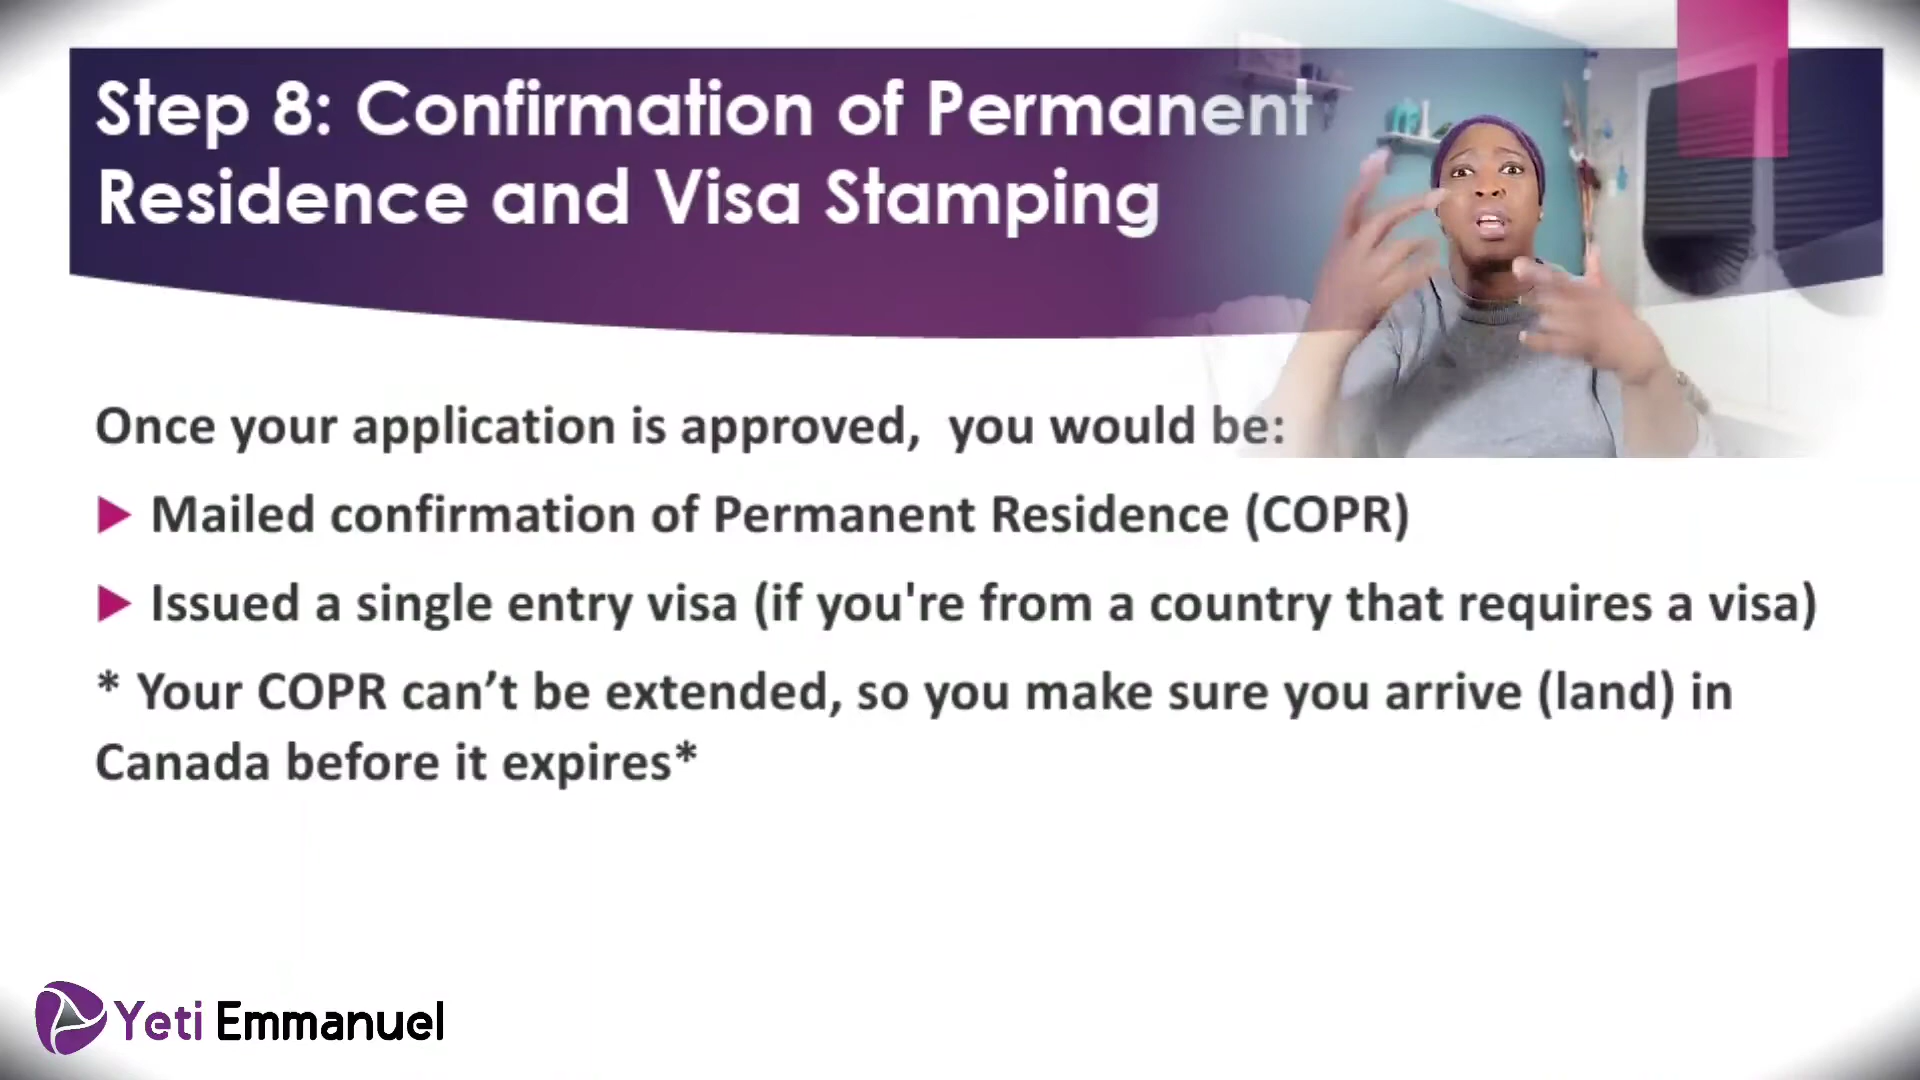 Step 8: Confirmation of Permanent
Residence and Visa Stamping
Once your application is approved,  you would be:
▶ Mailed confirmation of Permanent Residence (COPR)
▶ Issued a single entry visa (if you're from a country that requires a visa)
* Your COPR can’t be extended, so you make sure you arrive (land) in
Canada before it expires*
Yeti Emmanuel